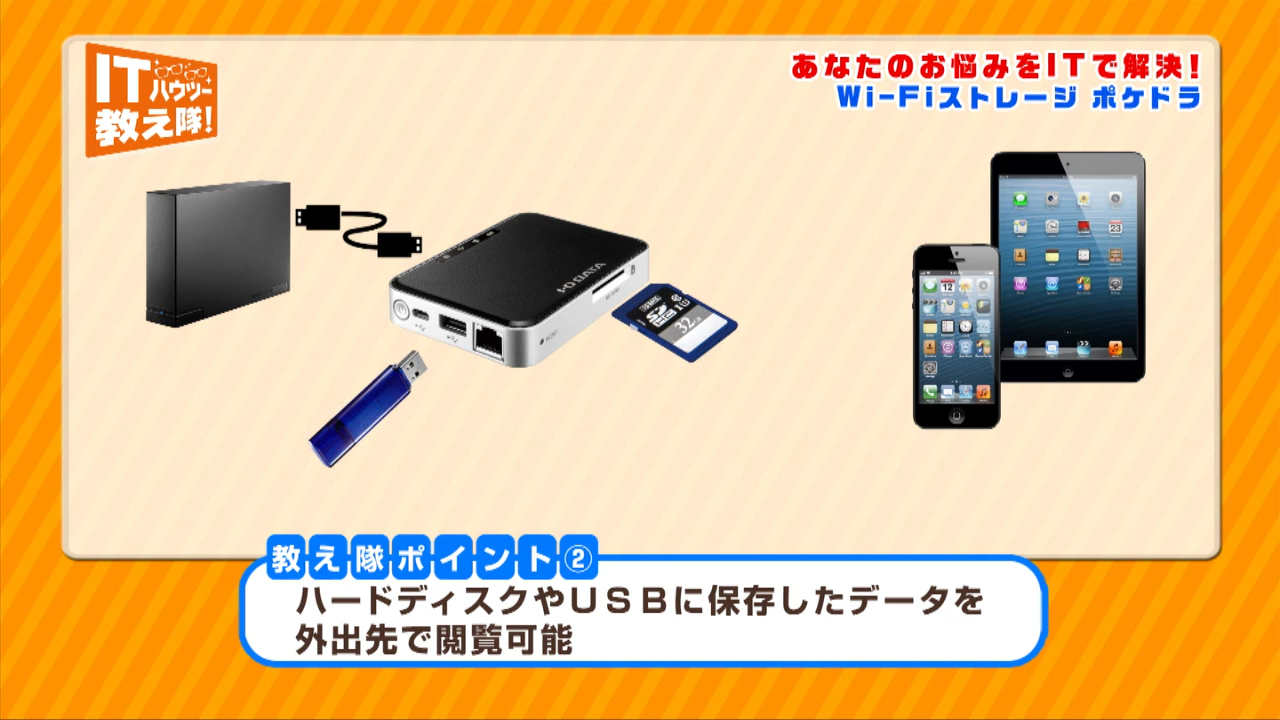 IT
ハウツー
教え隊!
あなたのお悩みをITで解決!
Wi-Fiストレージ ポケドラ
I-O DATA
32
教え隊ポイント②
ハードディスクやUSBに保存したデータを
外出先で閲覧可能